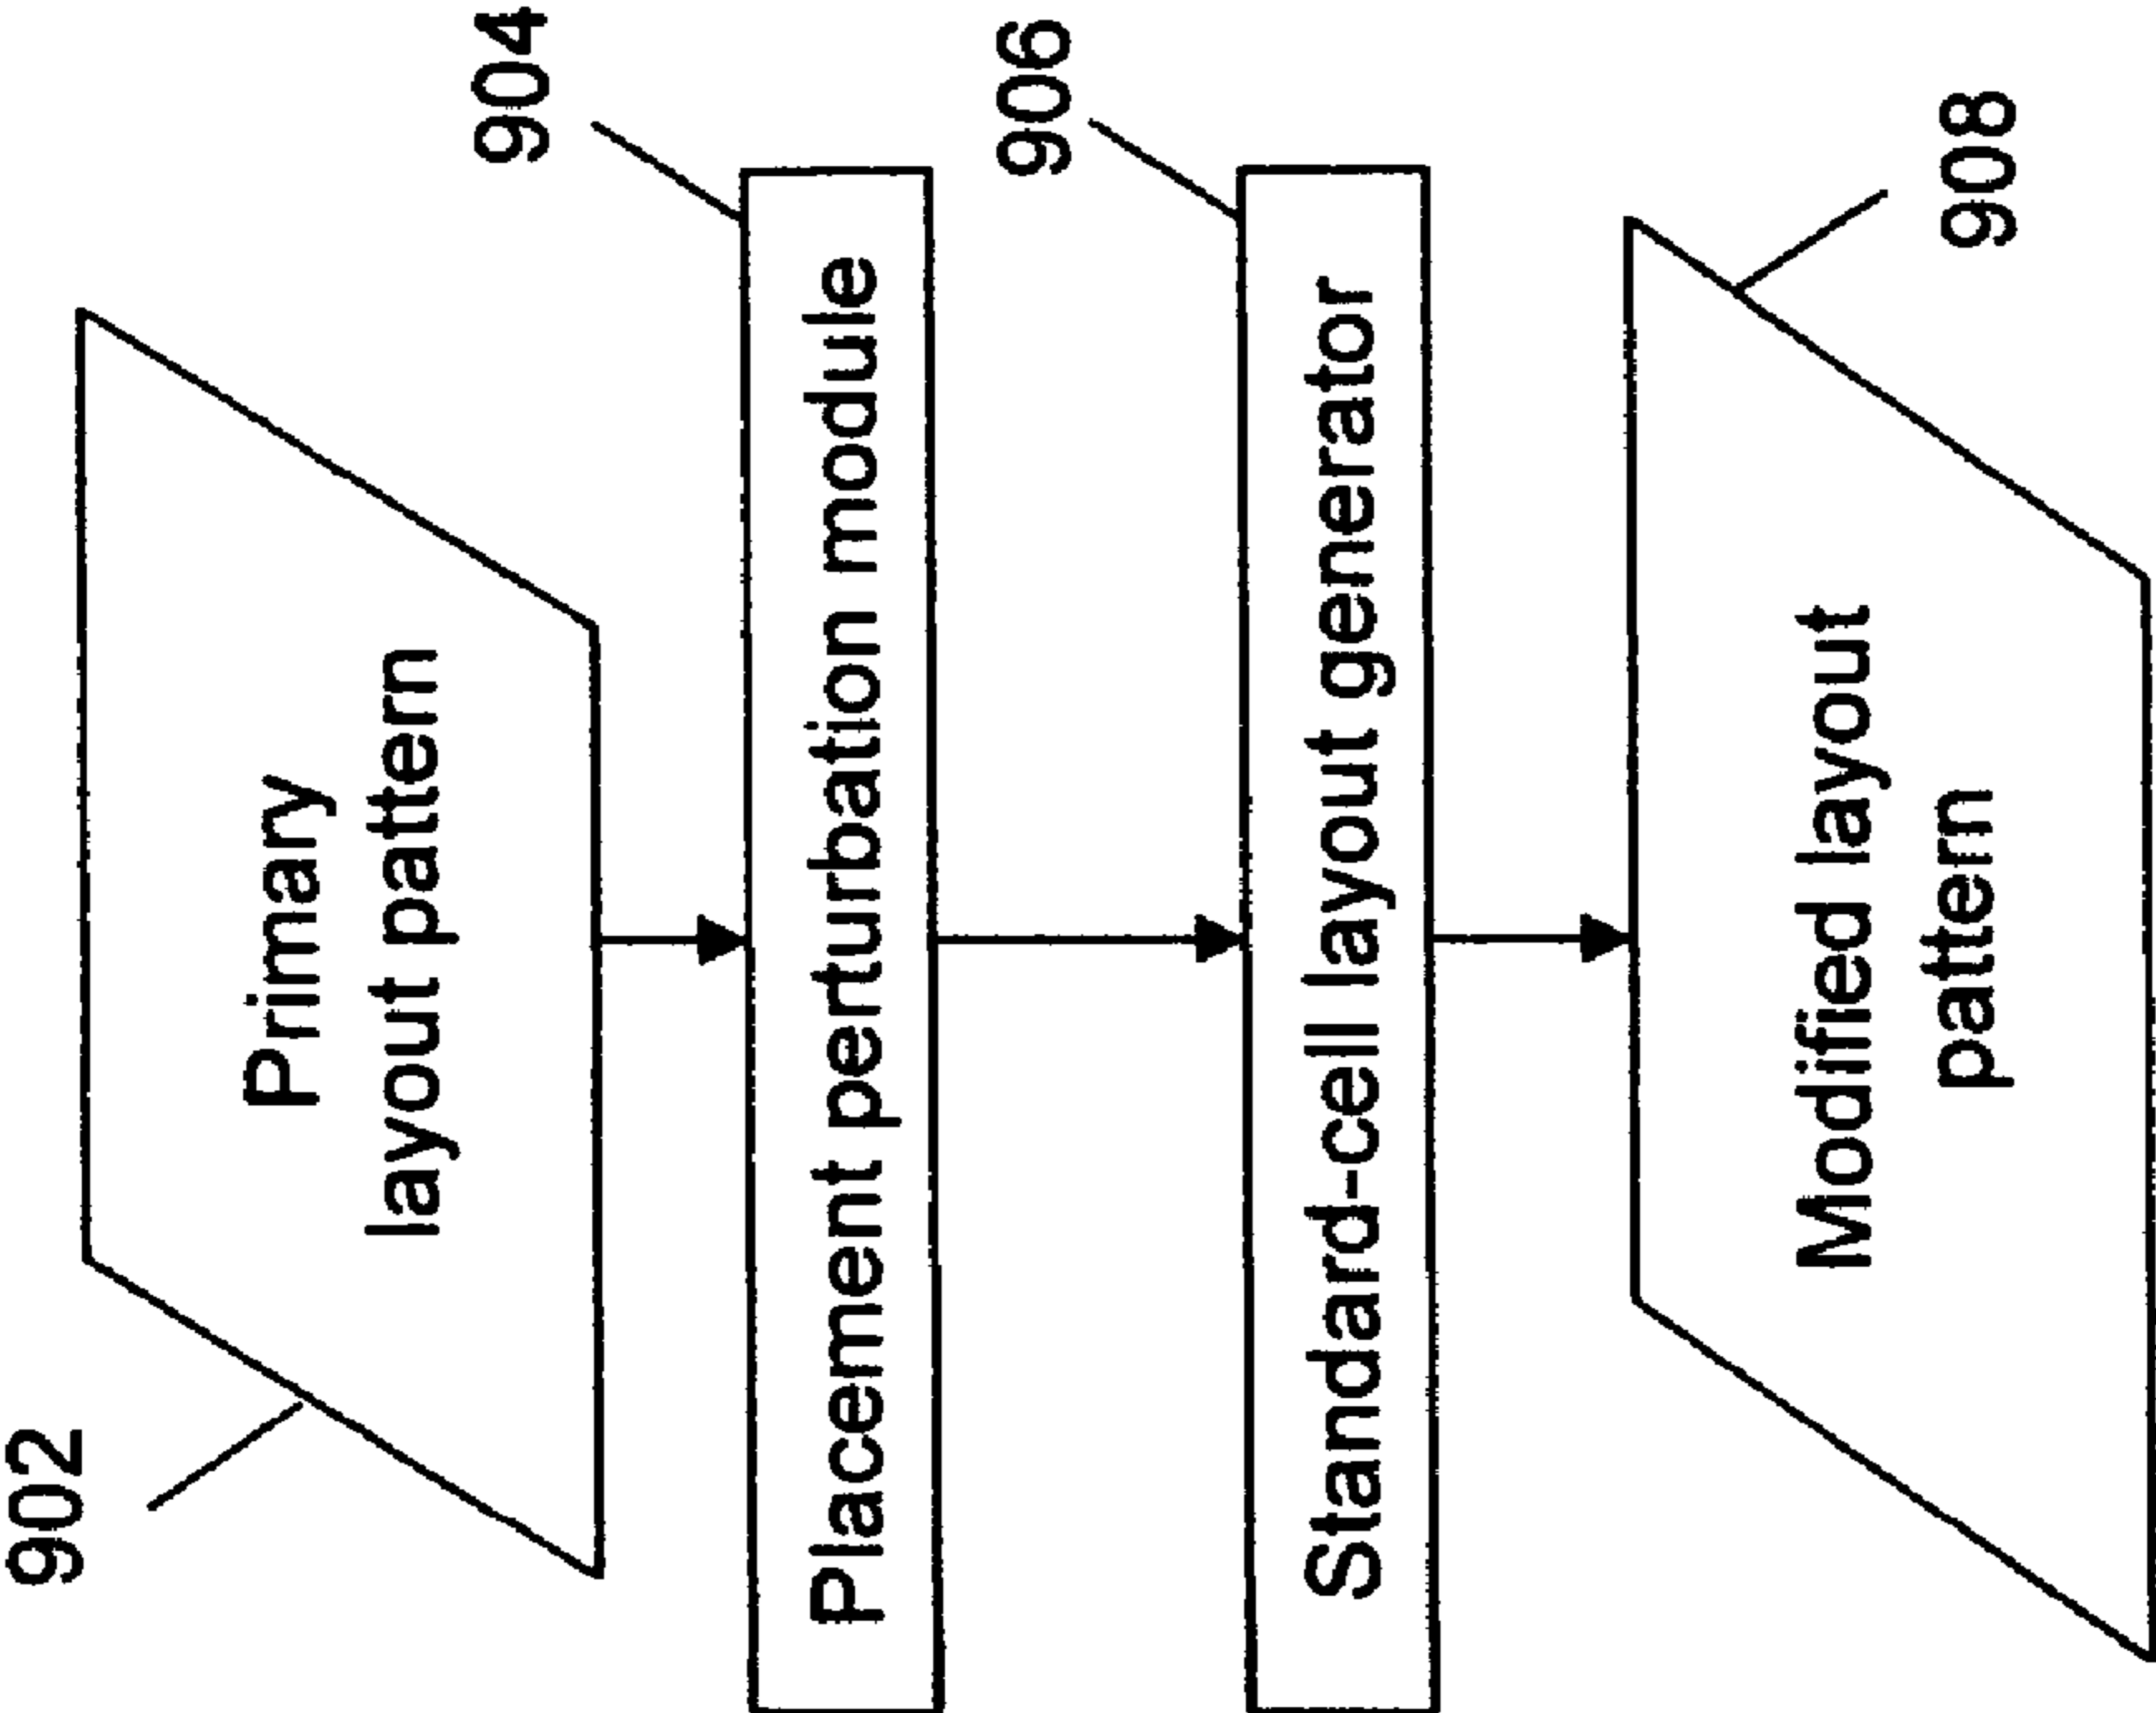 902
Primary
layout pattern
904
Placement perturbation module
906
Standard-cell layout generator
908
Modified layout
pattern